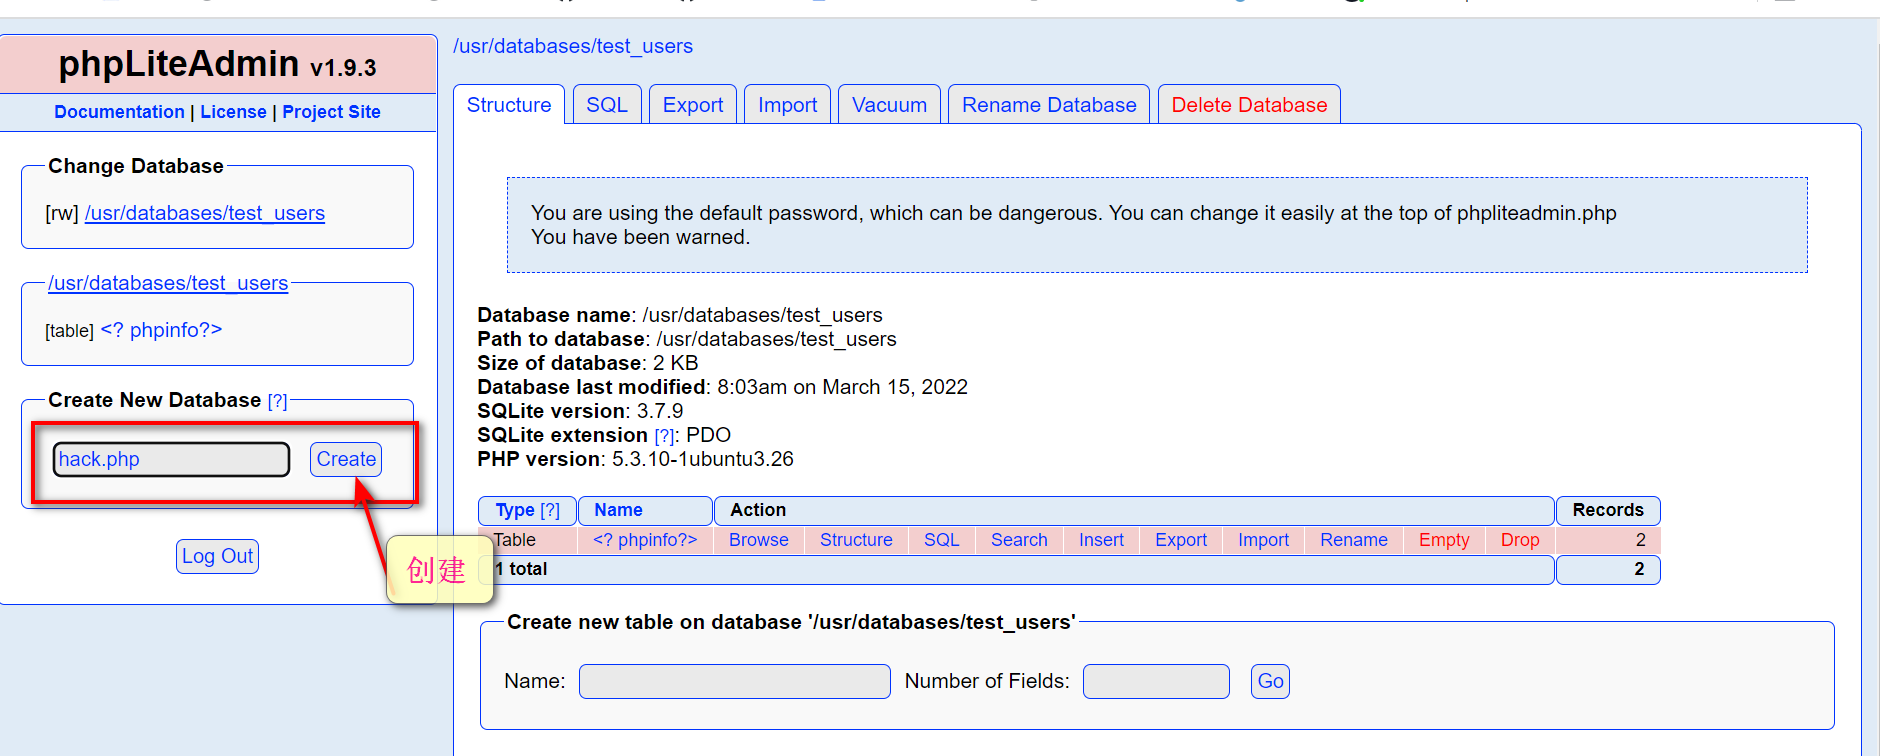 phpLiteAdmin v1.9.3
Documentation | License | Project Site
Change Database
[rw] /usr/databases/test_users
/usr/databases/test_users
[table] <? phpinfo?>
Create New Database [?]
hack.php Create
Log Out
创建
/usr/databases/test_users
Structure SQL Export Import Vacuum Rename Database Delete Database
You are using the default password, which can be dangerous. You can change it easily at the top of phpliteadmin.php
You have been warned.
Database name: /usr/databases/test_users
Path to database: /usr/databases/test_users
Size of database: 2 KB
Database last modified: 8:03am on March 15, 2022
SQLite version: 3.7.9
SQLite extension [?]: PDO
PHP version: 5.3.10-1ubuntu3.26
Type [?] Name Action Records
Table <? phpinfo?> Browse Structure SQL Search Insert Export Import Rename Empty Drop 2
1 total 2
Create new table on database '/usr/databases/test_users'
Name: Number of Fields: Go